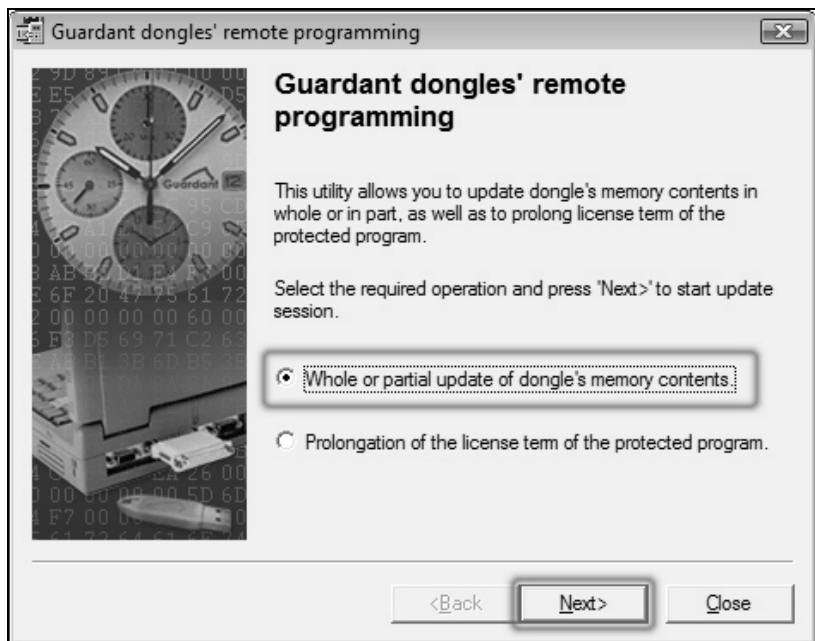 Guardant dongles' remote programming
Guardant dongles' remote
programming
Guardant 12
This utility allows you to update dongle's memory contents in
whole or in part, as well as to prolong license term of the
protected program.
Select the required operation and press 'Next>' to start update
session.
Whole or partial update of dongle's memory contents.
Prolongation of the license term of the protected program.
<Back
Next>
Close